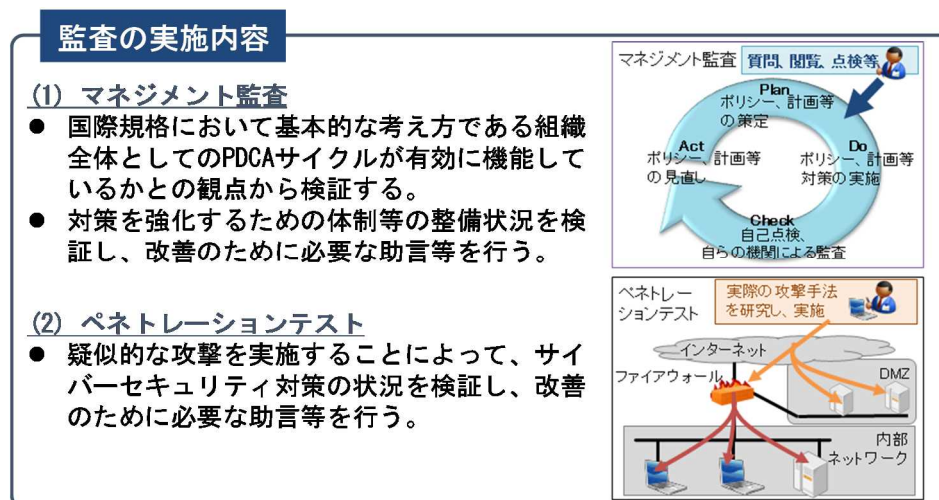 監査の実施内容
(1) マネジメント監査
● 国際規格において基本的な考え方である組織
全体としてのPDCAサイクルが有効に機能して
いるかとの観点から検証する。
● 対策を強化するための体制等の整備状況を検
証し、改善のために必要な助言等を行う。
(2) ペネトレーションテスト
● 疑似的な攻撃を実施することによって、サイ
バーセキュリティ対策の状況を検証し、改善
のために必要な助言等を行う。
マネジメント監査
質問、閲覧、点検等
Plan
ポリシー、計画等
の策定
Do
ポリシー、計画等
対策の実施
Check
自己点検、
自らの機関による監査
Act
ポリシー、計画等
の見直し
ペネトレー
ションテスト
実際の攻撃手法
を研究し、実施
インターネット
ファイアウォール
DMZ
内部
ネットワーク